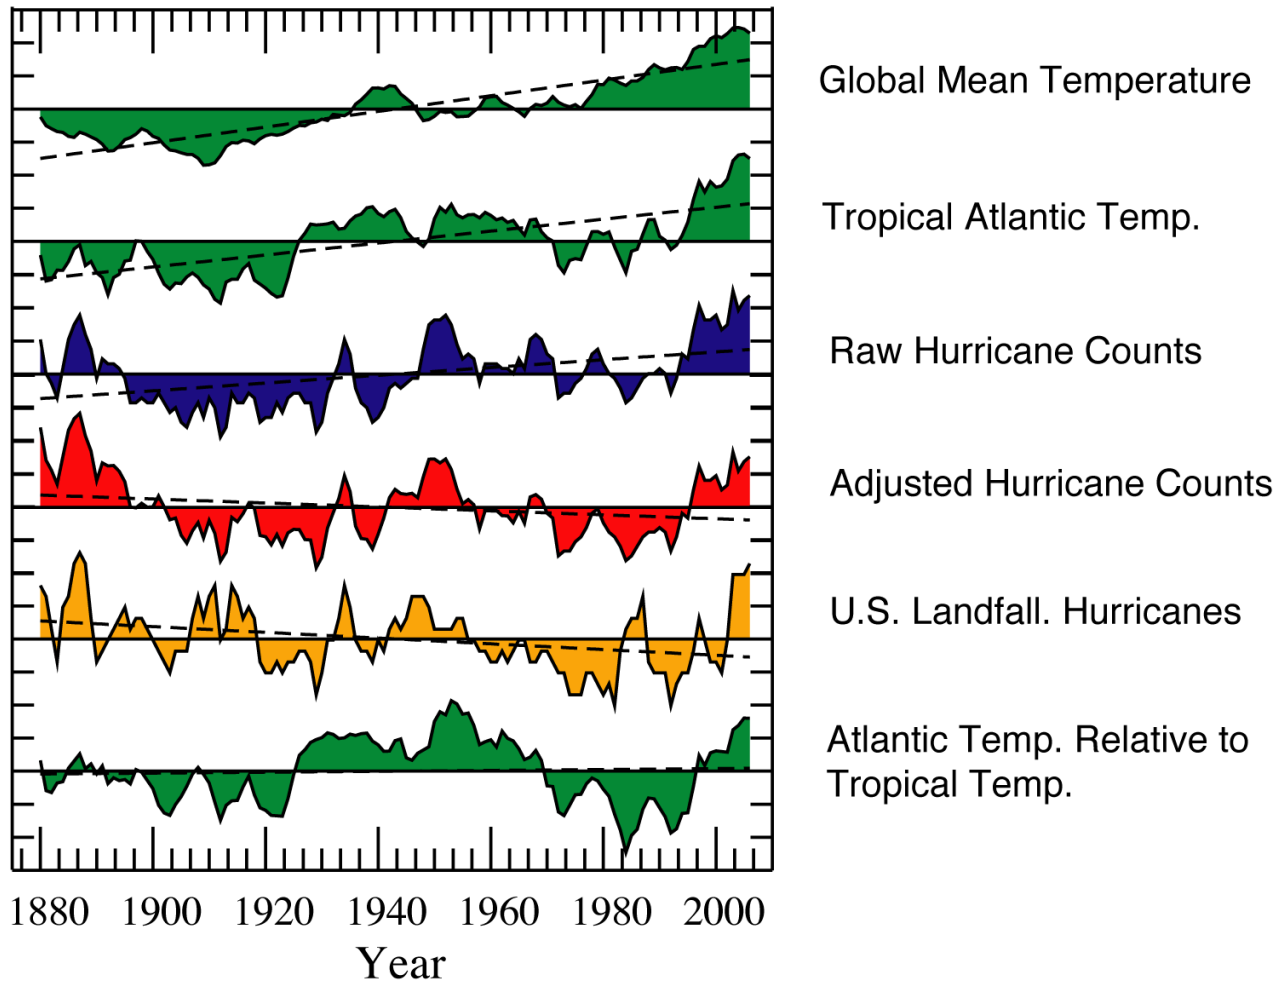 Global Mean Temperature
Tropical Atlantic Temp.
Raw Hurricane Counts
Adjusted Hurricane Counts
U.S. Landfall. Hurricanes
Atlantic Temp. Relative to
Tropical Temp.
1880 1900 1920 1940 1960 1980 2000
Year